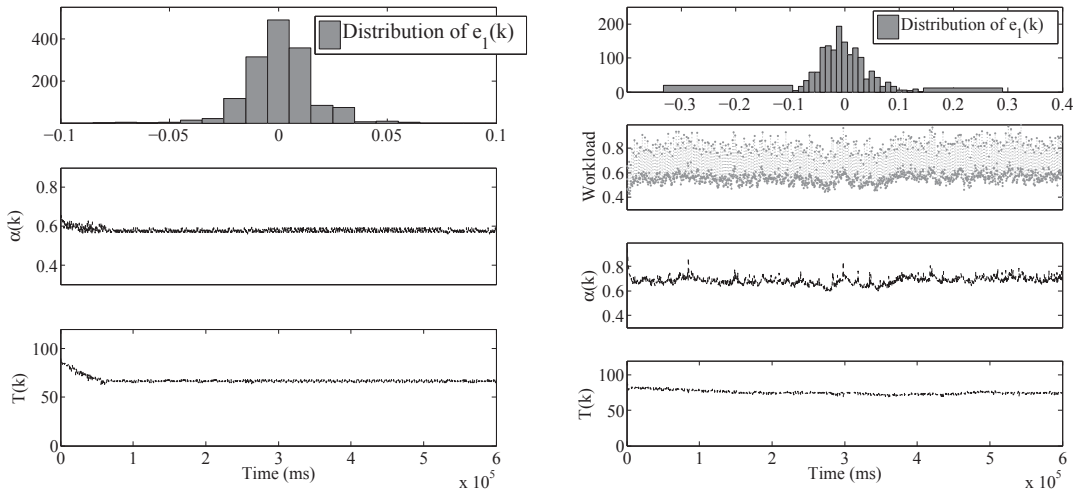 400
200
Distribution of e1(k)
−0.1 −0.05 0 0.05 0.1
0.8
0.6
0.4
α(k)
100
50
0
T(k)
0 1 2 3 4 5 6
Time (ms)
x 10^5
200
100
0
Distribution of e1(k)
−0.3 −0.2 −0.1 0 0.1 0.2 0.3 0.4
0.8
0.6
0.4
Workload
0.8
0.6
0.4
α(k)
100
50
0
T(k)
0 1 2 3 4 5 6
Time (ms)
x 10^5